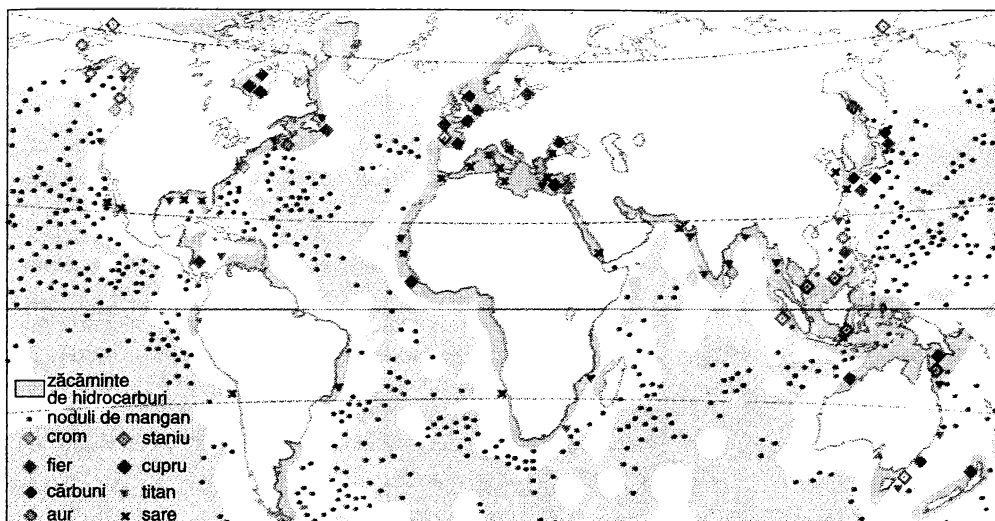 zăcăminte
de hidrocarburi
noduli de mangan
crom staniu
fier cupru
cărbuni titan
aur sare